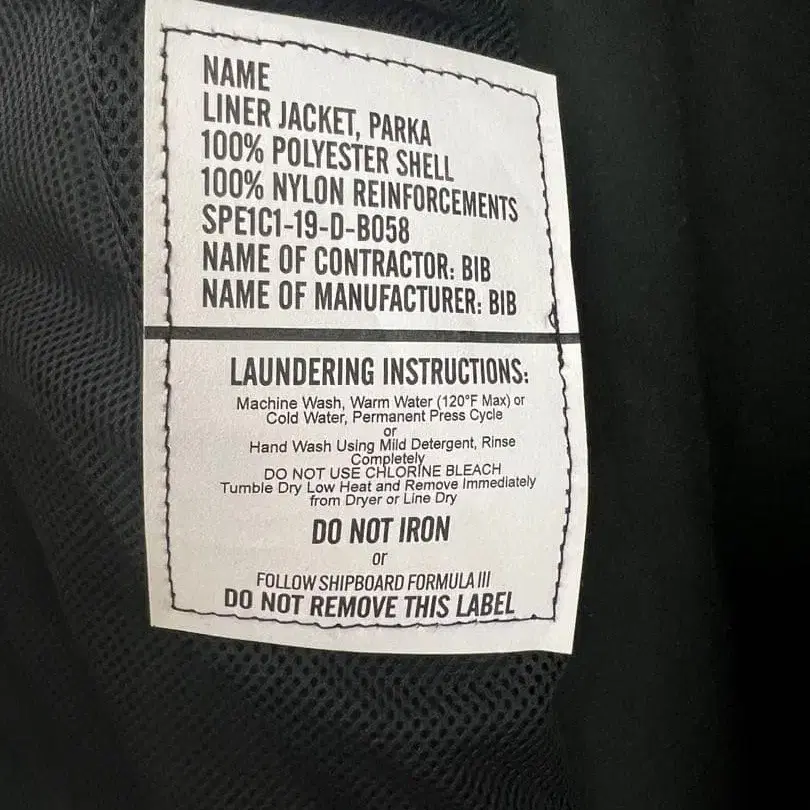 NAME
LINER JACKET, PARKA
100% POLYESTER SHELL
100% NYLON REINFORCEMENTS
SPE1C1-19-D-B058
NAME OF CONTRACTOR: BIB
NAME OF MANUFACTURER: BIB
LAUNDERING INSTRUCTIONS:
Machine Wash, Warm Water (120°F Max) or
Cold Water, Permanent Press Cycle
or
Hand Wash Using Mild Detergent, Rinse
Completely
DO NOT USE CHLORINE BLEACH
Tumble Dry Low Heat and Remove Immediately
from Dryer or Line Dry
DO NOT IRON
or
FOLLOW SHIPBOARD FORMULA III
DO NOT REMOVE THIS LABEL